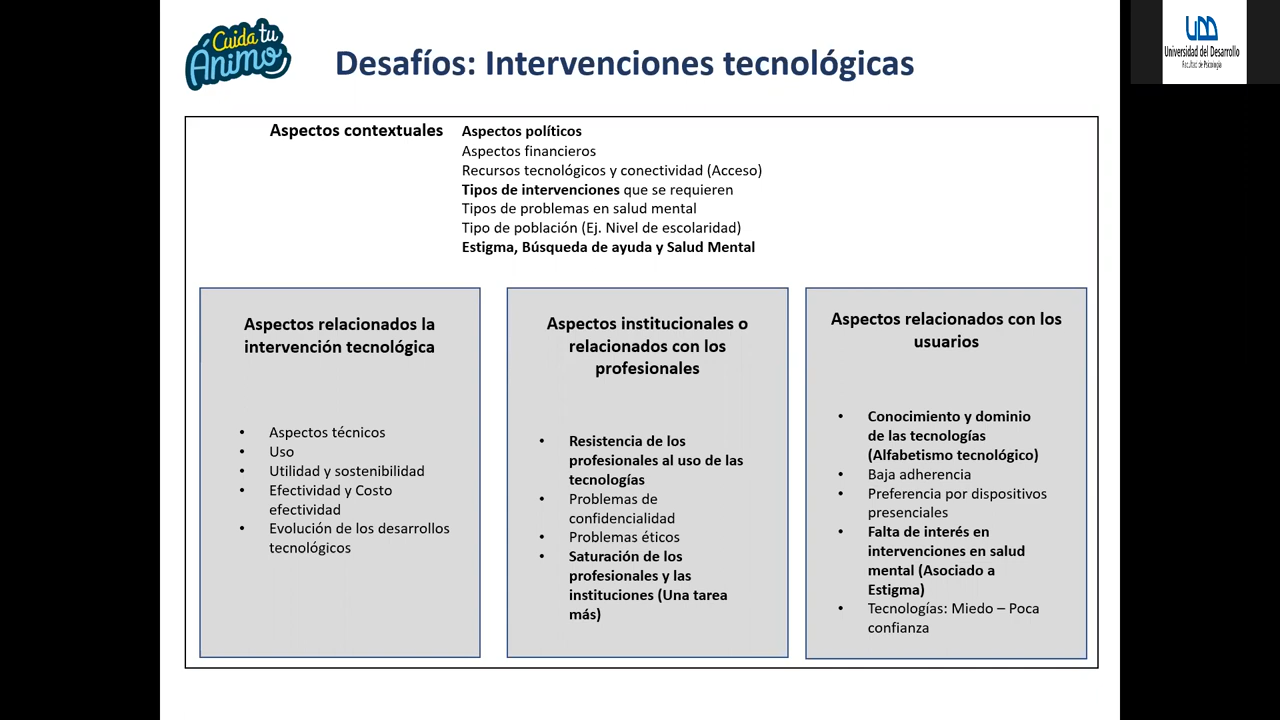 Cuida tu
Ánimo
Desafíos: Intervenciones tecnológicas
Universidad del Desarrollo
Facultad de Psicología
Aspectos contextuales
Aspectos políticos
Aspectos financieros
Recursos tecnológicos y conectividad (Acceso)
Tipos de intervenciones que se requieren
Tipos de problemas en salud mental
Tipo de población (Ej. Nivel de escolaridad)
Estigma, Búsqueda de ayuda y Salud Mental
Aspectos relacionados la
intervención tecnológica
• Aspectos técnicos
• Uso
• Utilidad y sostenibilidad
• Efectividad y Costo
efectividad
• Evolución de los desarrollos
tecnológicos
Aspectos institucionales o
relacionados con los
profesionales
• Resistencia de los
profesionales al uso de las
tecnologías
• Problemas de
confidencialidad
• Problemas éticos
• Saturación de los
profesionales y las
instituciones (Una tarea
más)
Aspectos relacionados con los
usuarios
• Conocimiento y dominio
de las tecnologías
(Alfabetismo tecnológico)
• Baja adherencia
• Preferencia por dispositivos
presenciales
• Falta de interés en
intervenciones en salud
mental (Asociado a
Estigma)
• Tecnologías: Miedo – Poca
confianza